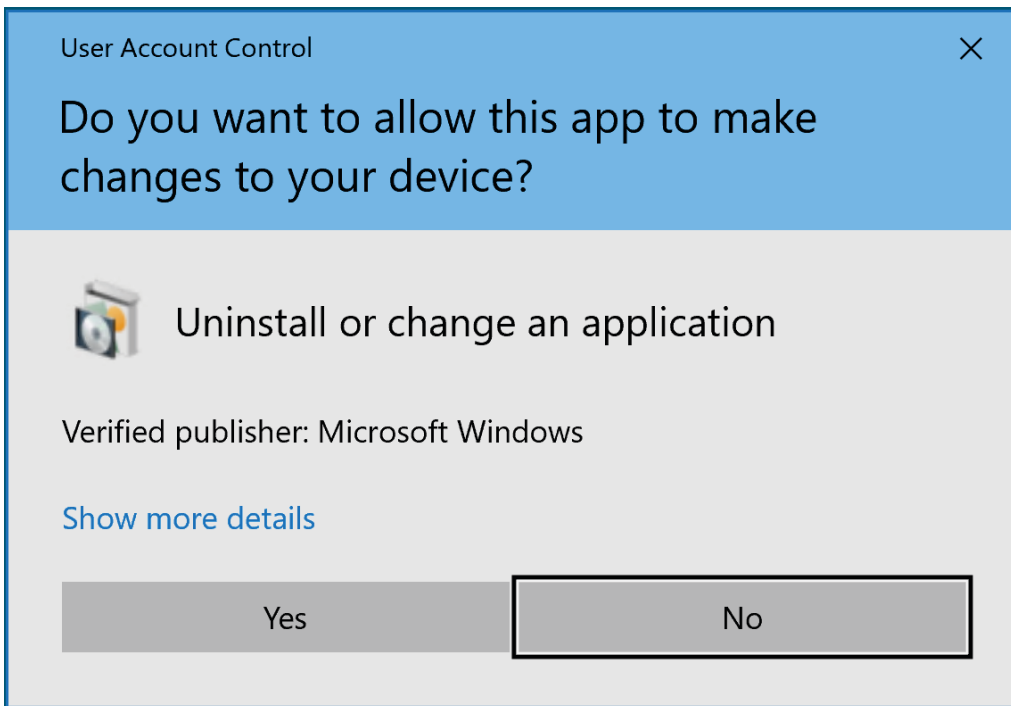 User Account Control
Do you want to allow this app to make
changes to your device?
Uninstall or change an application
Verified publisher: Microsoft Windows
Show more details
Yes
No